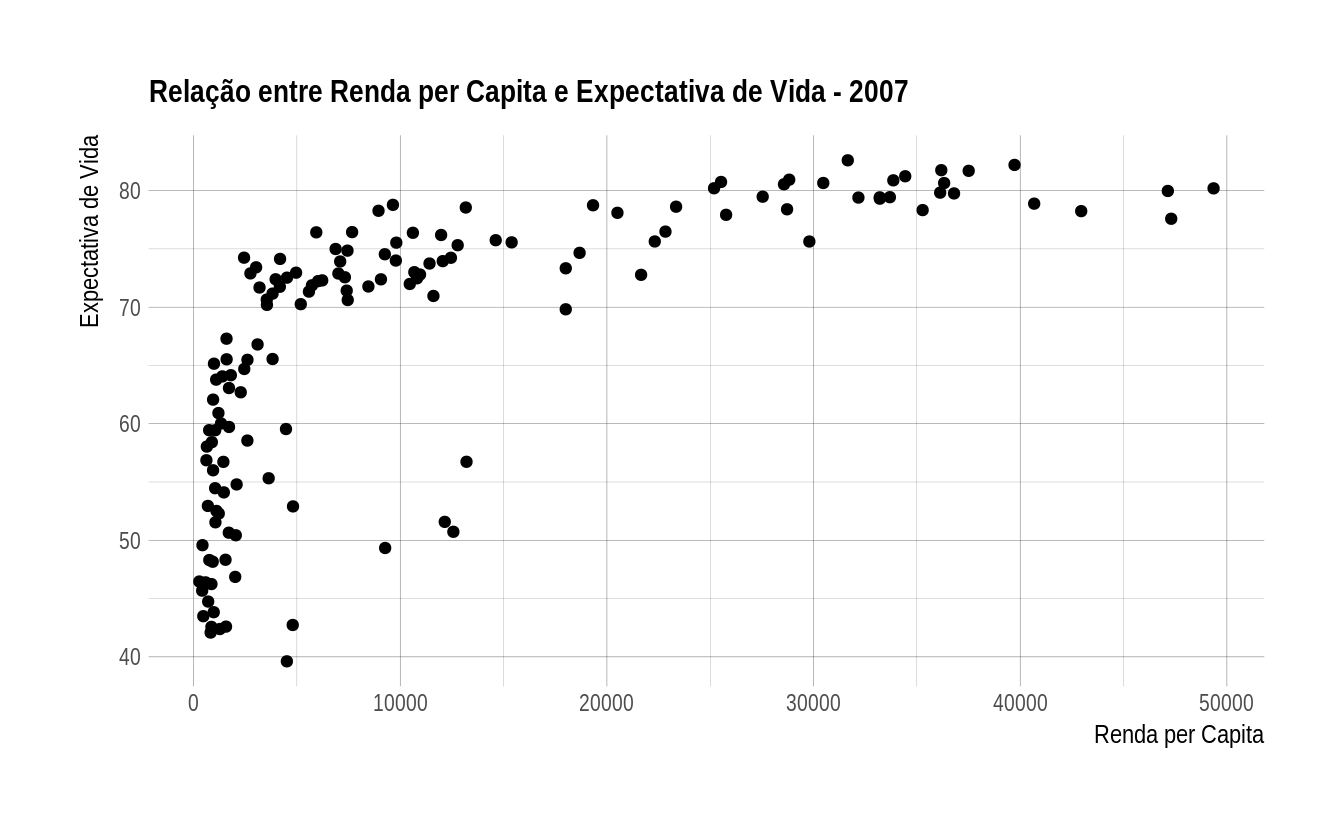 Relação entre Renda per Capita e Expectativa de Vida - 2007
Expectativa de Vida
80
70
60
50
40
0 10000 20000 30000 40000 50000
Renda per Capita